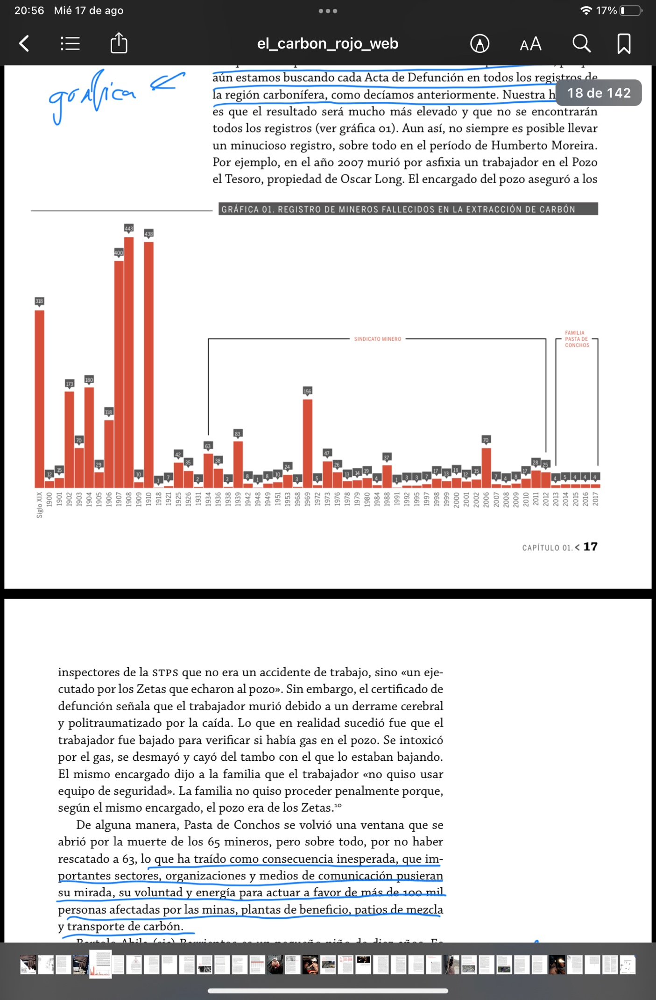 20:56 Mié 17 de ago
17%
el_carbon_rojo_web
AA
18 de 142
gráfica
aún estamos buscando cada Acta de Defunción en todos los registros de
la región carbonífera, como decíamos anteriormente. Nuestra h
es que el resultado será mucho más elevado y que no se encontrarán
todos los registros (ver gráfica 01). Aun así, no siempre es posible llevar
un minucioso registro, sobre todo en el período de Humberto Moreira.
Por ejemplo, en el año 2007 murió por asfixia un trabajador en el Pozo
el Tesoro, propiedad de Oscar Long. El encargado del pozo aseguró a los
GRÁFICA 01. REGISTRO DE MINEROS FALLECIDOS EN LA EXTRACCIÓN DE CARBÓN
SINDICATO MINERO
FAMILIA
PASTA DE
CONCHOS
318 12 15 173 70 180 29 118 400 443 10 438 1 7 42 35 2 63 38 3 83 8 1 8 10 24 3 156 5 47 26 13 14 19 4 37 1 3 3 7 17 13 18 12 15 70 7 4 8 17 28 25 4 5 4 4 4
Siglo XIX 1900 1901 1902 1903 1904 1905 1906 1907 1908 1909 1910 1918 1921 1925 1926 1931 1934 1936 1938 1939 1942 1948 1949 1951 1953 1968 1969 1972 1973 1976 1978 1979 1980 1984 1988 1991 1992 1995 1997 1998 1999 2000 2001 2002 2006 2007 2008 2009 2010 2011 2012 2013 2014 2015 2016 2017
CAPÍTULO 01. < 17
inspectores de la STPS que no era un accidente de trabajo, sino «un eje-
cutado por los Zetas que echaron al pozo». Sin embargo, el certificado de
defunción señala que el trabajador murió debido a un derrame cerebral
y politraumatizado por la caída. Lo que en realidad sucedió fue que el
trabajador fue bajado para verificar si había gas en el pozo. Se intoxicó
por el gas, se desmayó y cayó del tambo con el que lo estaban bajando.
El mismo encargado dijo a la familia que el trabajador «no quiso usar
equipo de seguridad». La familia no quiso proceder penalmente porque,
según el mismo encargado, el pozo era de los Zetas.¹⁰
De alguna manera, Pasta de Conchos se volvió una ventana que se
abrió por la muerte de los 65 mineros, pero sobre todo, por no haber
rescatado a 63, lo que ha traído como consecuencia inesperada, que im-
portantes sectores, organizaciones y medios de comunicación pusieran
su mirada, su voluntad y energía para actuar a favor de más de 100 mil
personas afectadas por las minas, plantas de beneficio, patios de mezcla
y transporte de carbón.